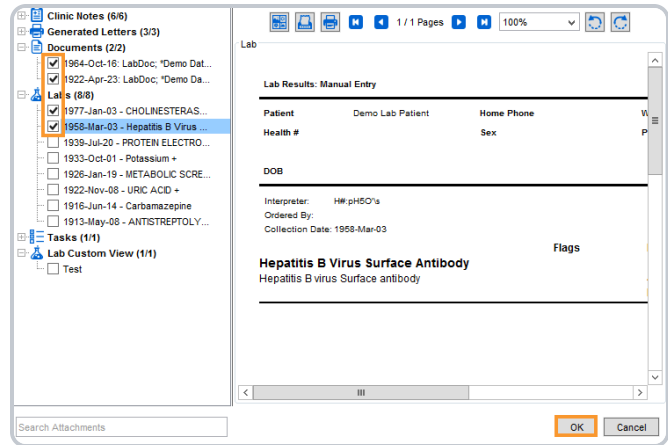 Clinic Notes (6/6)
Generated Letters (3/3)
Documents (2/2)
1964-Oct-16: LabDoc; *Demo Dat...
1922-Apr-23: LabDoc; *Demo Da...
Labs (8/8)
1977-Jan-03 - CHOLINESTERAS...
1958-Mar-03 - Hepatitis B Virus ...
1939-Jul-20 - PROTEIN ELECTRO...
1933-Oct-01 - Potassium +
1926-Jan-19 - METABOLIC SCRE...
1922-Nov-08 - URIC ACID +
1916-Jun-14 - Carbamazepine
1913-May-08 - ANTISTREPTOLY...
Tasks (1/1)
Lab Custom View (1/1)
Test
Search Attachments
1 / 1 Pages
100%
Lab
Lab Results: Manual Entry
Patient Demo Lab Patient Home Phone
Health # Sex P
DOB
Interpreter: H#:pH5O'\s
Ordered By:
Collection Date: 1958-Mar-03
Flags
Hepatitis B Virus Surface Antibody
Hepatitis B virus Surface antibody
OK Cancel